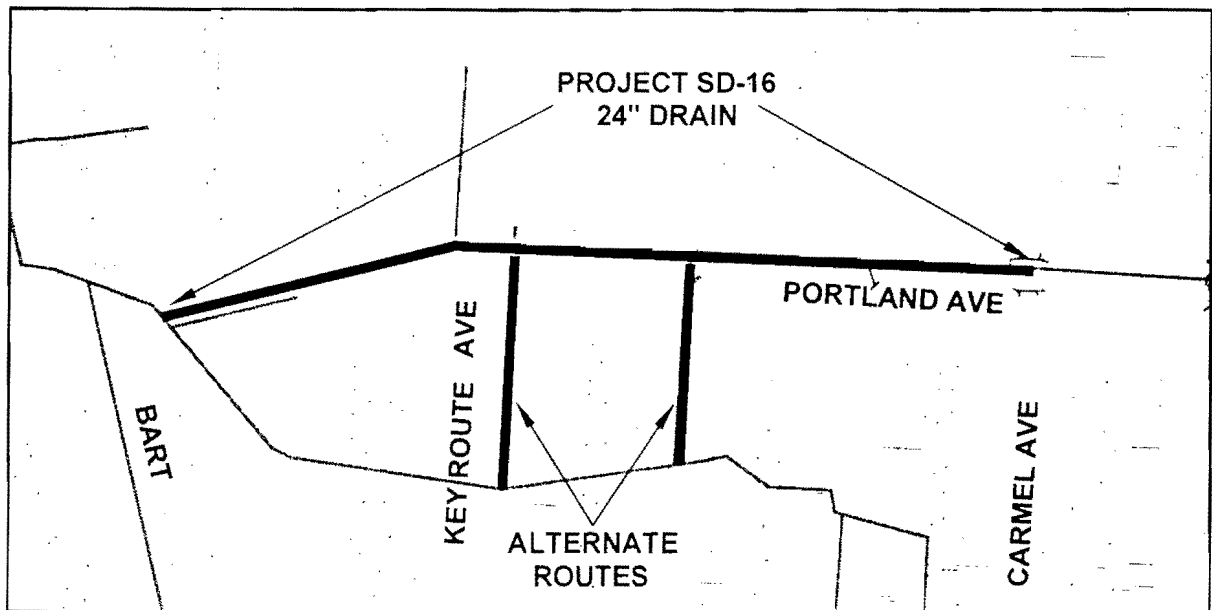 PROJECT SD-16
24" DRAIN
PORTLAND AVE
BART
KEY ROUTE AVE
CARMEL AVE
ALTERNATE
ROUTES